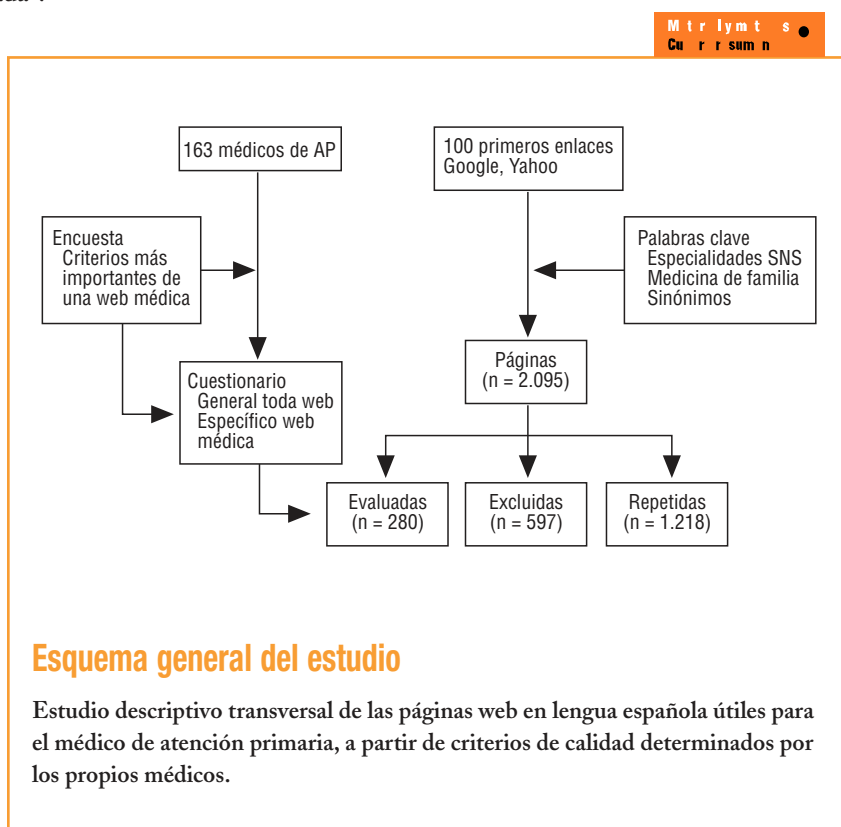 163 médicos de AP
100 primeros enlaces
Google, Yahoo
Encuesta
Criterios más
importantes de
una web médica
Palabras clave
Especialidades SNS
Medicina de familia
Sinónimos
Cuestionario
General toda web
Específico web
médica
Páginas
(n = 2.095)
Evaluadas
(n = 280)
Excluidas
(n = 597)
Repetidas
(n = 1.218)
Esquema general del estudio
Estudio descriptivo transversal de las páginas web en lengua española útiles para
el médico de atención primaria, a partir de criterios de calidad determinados por
los propios médicos.